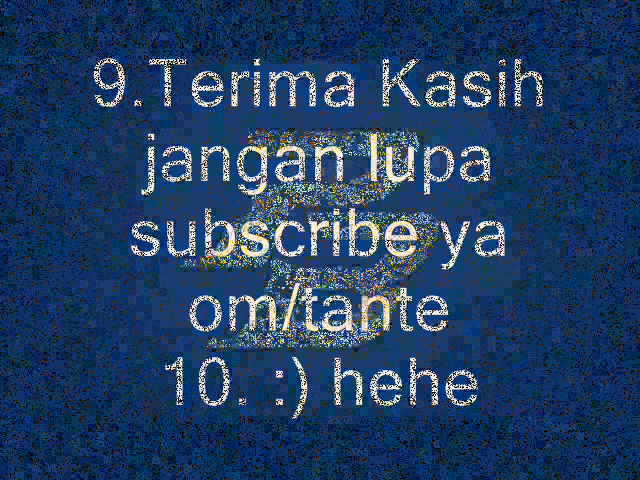 9.Terima Kasih
jangan lupa
subscribe ya
om/tante
10. :) hehe